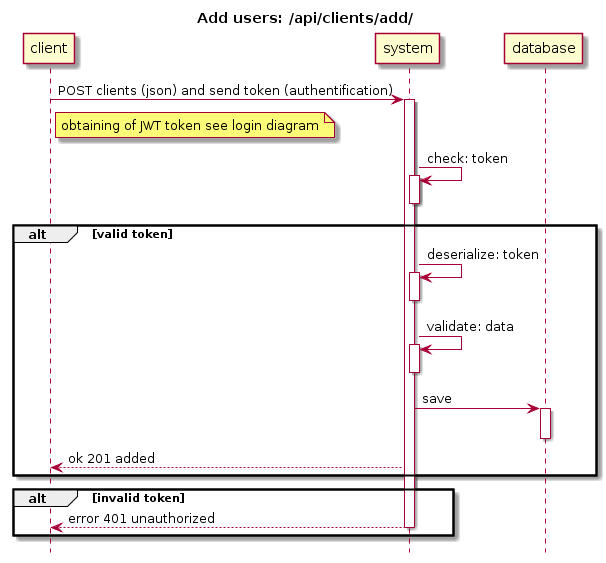 Add users: /api/clients/add/
client
system
database
POST clients (json) and send token (authentification)
obtaining of JWT token see login diagram
check: token
alt
[valid token]
deserialize: token
validate: data
save
ok 201 added
alt
[invalid token]
error 401 unauthorized